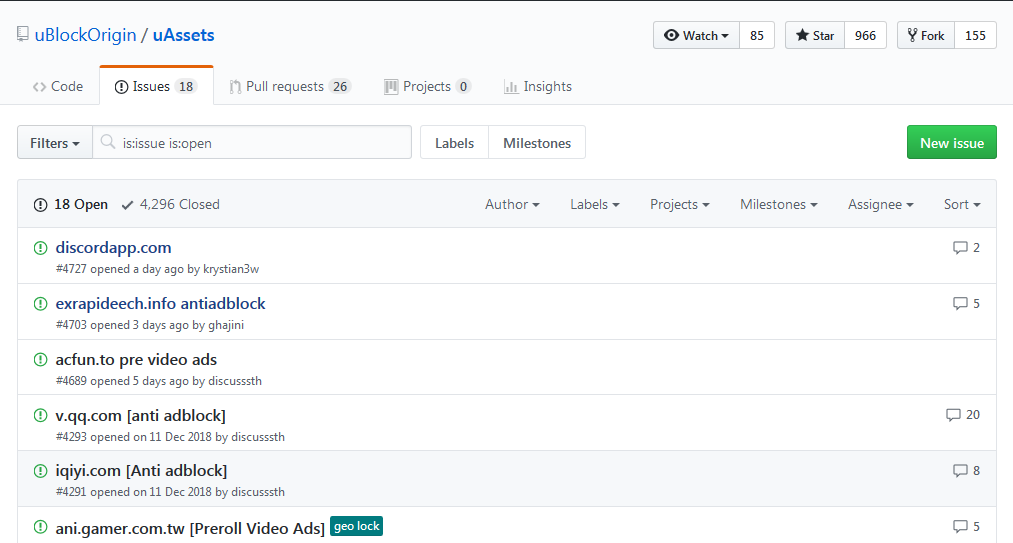 uBlockOrigin / uAssets
Watch 85 Star 966 Fork 155
Code Issues 18 Pull requests 26 Projects 0 Insights
Filters is:issue is:open Labels Milestones New issue
18 Open 4,296 Closed Author Labels Projects Milestones Assignee Sort
discordapp.com 2
#4727 opened a day ago by krystian3w
exrapideech.info antiadblock 5
#4703 opened 3 days ago by ghajini
acfun.to pre video ads
#4689 opened 5 days ago by discusssth
v.qq.com [anti adblock] 20
#4293 opened on 11 Dec 2018 by discusssth
iqiyi.com [Anti adblock] 8
#4291 opened on 11 Dec 2018 by discusssth
ani.gamer.com.tw [Preroll Video Ads] geo lock 5